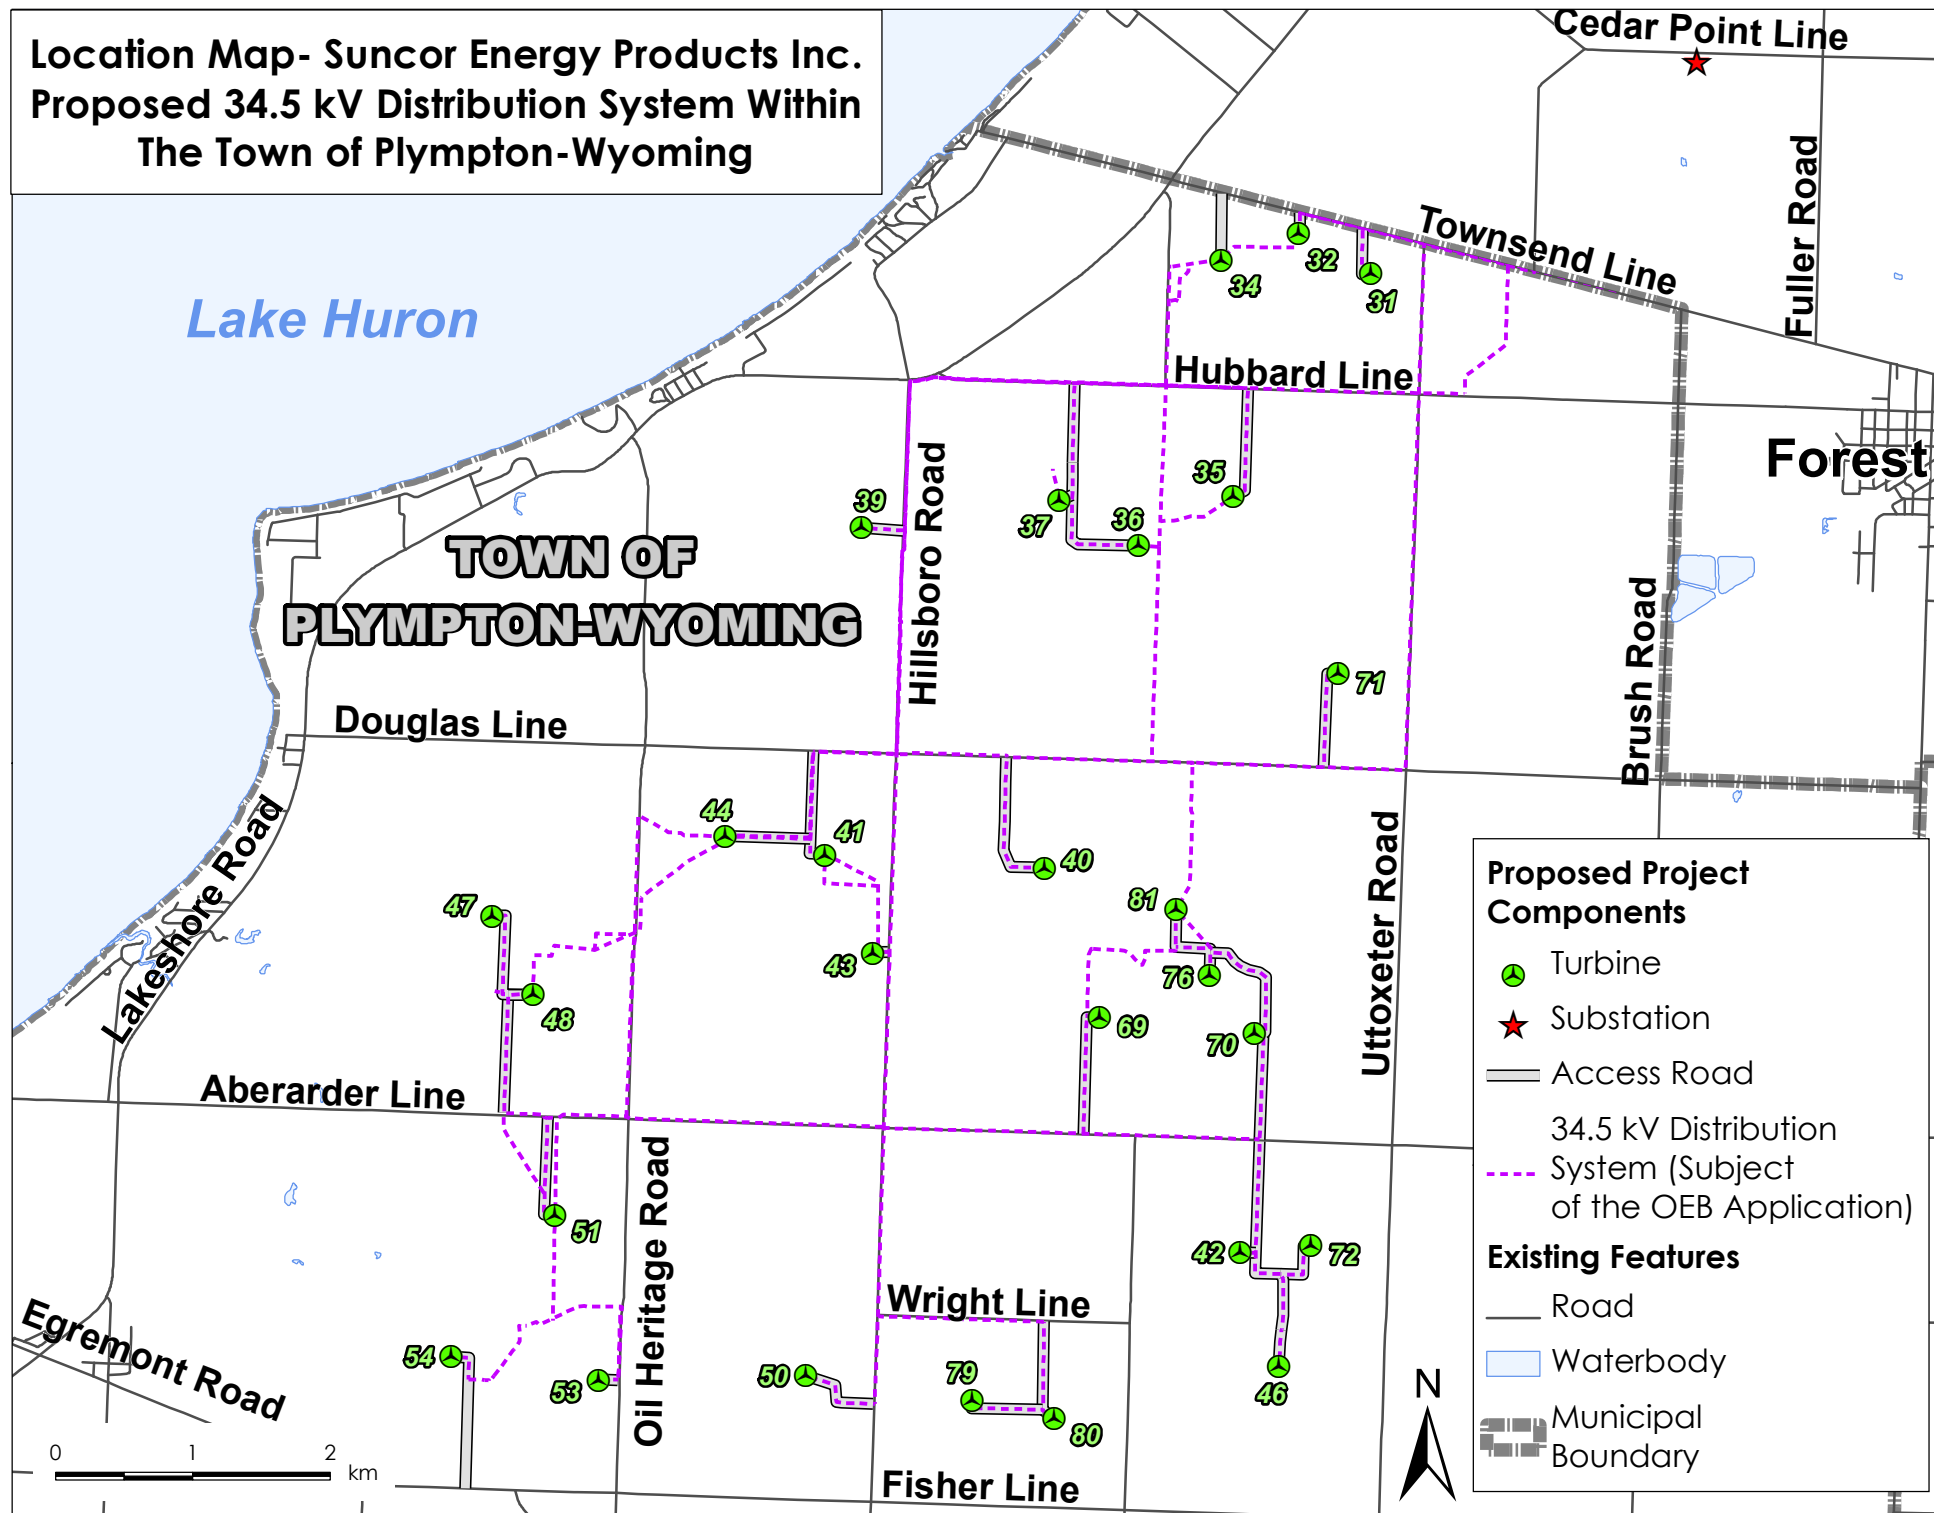 Location Map- Suncor Energy Products Inc.
Proposed 34.5 kV Distribution System Within
The Town of Plympton-Wyoming
Cedar Point Line
Fuller Road
Townsend Line
Lake Huron
32
34
31
Hubbard Line
Forest
Hillsboro Road
35
39
37
36
TOWN OF
PLYMPTON-WYOMING
Brush Road
71
Douglas Line
Lakeshore Road
44
41
40
Uttoxeter Road
81
47
43
76
48
69
70
Aberarder Line
Oil Heritage Road
51
42
72
Wright Line
Egremont Road
54
53
50
79
80
46
Fisher Line
0 1 2 km
N
Proposed Project
Components
Turbine
Substation
Access Road
34.5 kV Distribution
System (Subject
of the OEB Application)
Existing Features
Road
Waterbody
Municipal
Boundary